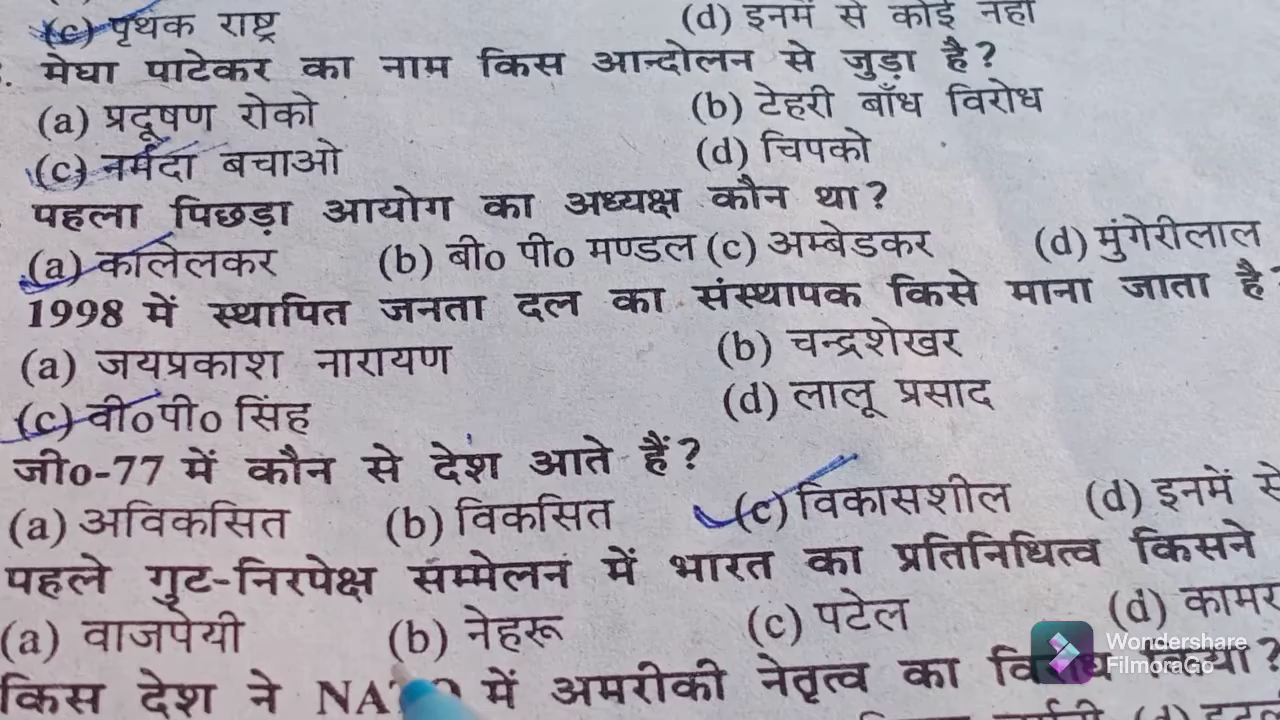 (c) पृथक राष्ट्र (d) इनमें से कोई नहीं
मेघा पाटेकर का नाम किस आन्दोलन से जुड़ा है?
(a) प्रदूषण रोको (b) टेहरी बाँध विरोध
(c) नर्मदा बचाओ (d) चिपको
पहला पिछड़ा आयोग का अध्यक्ष कौन था?
(a) कालेलकर (b) बी० पी० मण्डल (c) अम्बेडकर (d) मुंगेरीलाल
1998 में स्थापित जनता दल का संस्थापक किसे माना जाता है?
(a) जयप्रकाश नारायण (b) चन्द्रशेखर
(c) वी०पी० सिंह (d) लालू प्रसाद
जी०-77 में कौन से देश आते हैं?
(a) अविकसित (b) विकसित (c) विकासशील (d) इनमें से
पहले गुट-निरपेक्ष सम्मेलन में भारत का प्रतिनिधित्व किसने
(a) वाजपेयी (b) नेहरू (c) पटेल (d) कामर
किस देश ने में अमरीकी नेतृत्व का विरोध किया?
Wondershare
FilmoraGo